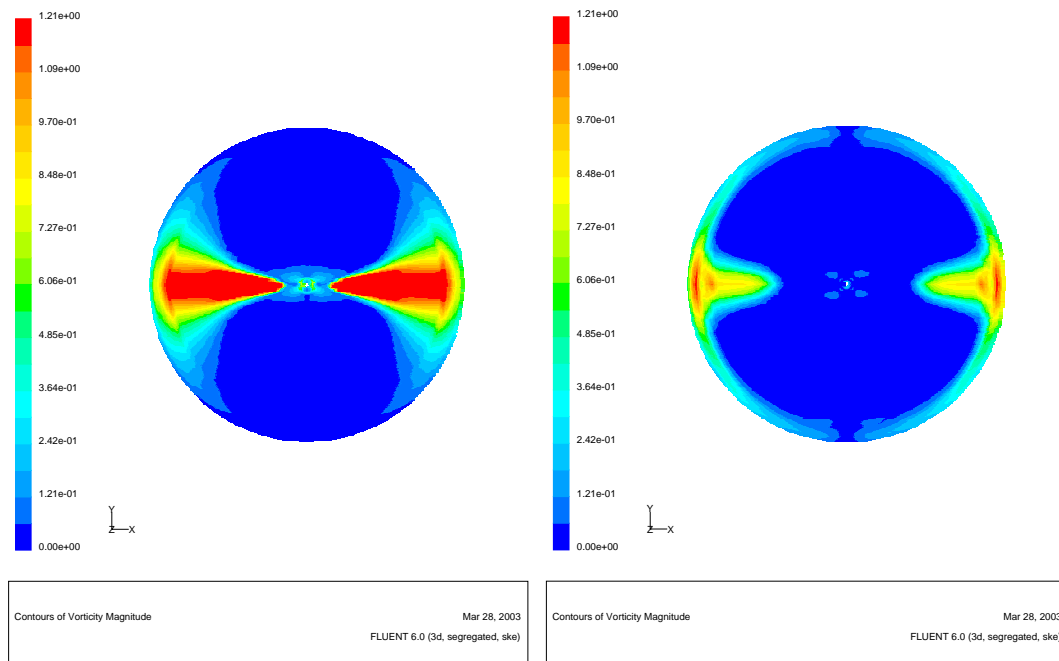 1.21e+00
1.09e+00
9.70e-01
8.48e-01
7.27e-01
6.06e-01
4.85e-01
3.64e-01
2.42e-01
1.21e-01
0.00e+00
Y
Z X
Contours of Vorticity Magnitude Mar 28, 2003
FLUENT 6.0 (3d, segregated, ske)
1.21e+00
1.09e+00
9.70e-01
8.48e-01
7.27e-01
6.06e-01
4.85e-01
3.64e-01
2.42e-01
1.21e-01
0.00e+00
Y
Z X
Contours of Vorticity Magnitude Mar 28, 2003
FLUENT 6.0 (3d, segregated, ske)